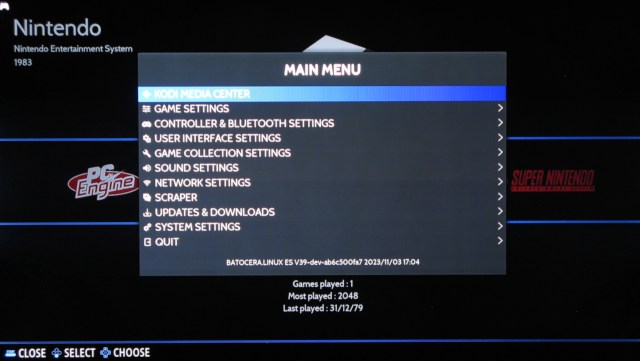 Nintendo
Nintendo Entertainment System
1983
MAIN MENU
KODI MEDIA CENTER
GAME SETTINGS
CONTROLLER & BLUETOOTH SETTINGS
USER INTERFACE SETTINGS
GAME COLLECTION SETTINGS
SOUND SETTINGS
NETWORK SETTINGS
SCRAPER
UPDATES & DOWNLOADS
SYSTEM SETTINGS
QUIT
PC Engine
SUPER NINTENDO
ENTERTAINMENT SYSTEM
BATOCERA.LINUX ES V39-dev-ab6c500fa7 2023/11/03 17:04
Games played : 1
Most played : 2048
Last played : 31/12/79
CLOSE SELECT CHOOSE